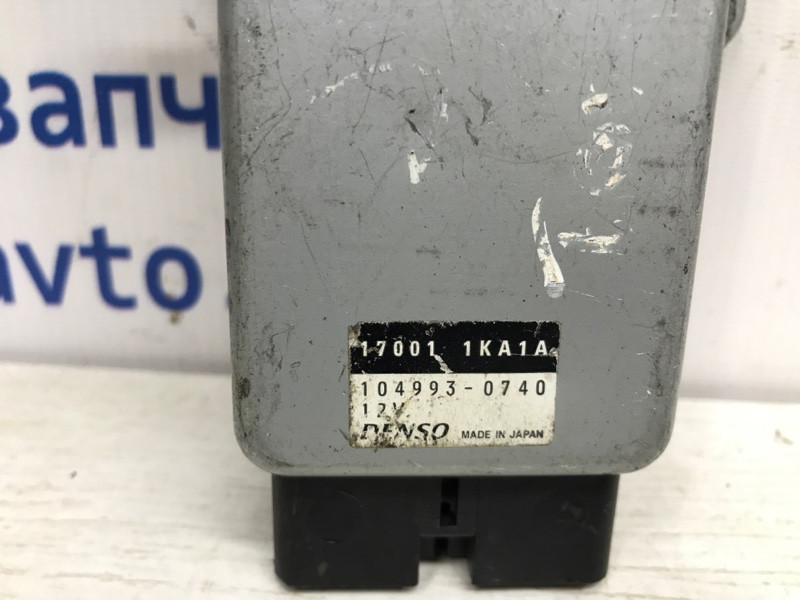 запч
avto.
17001 1KA1A
104993-0740
12V
DENSO MADE IN JAPAN